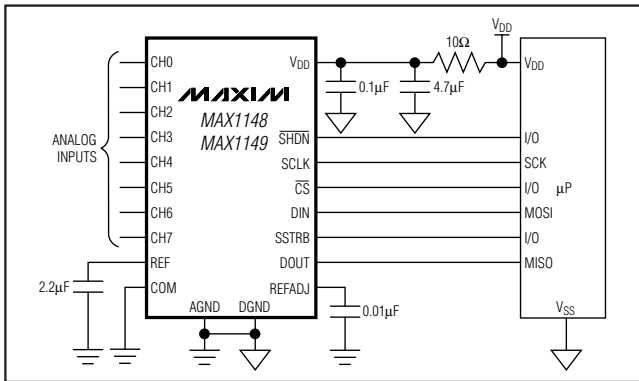 VDD
10Ω
CH0
VDD
VDD
CH1
0.1µF
4.7µF
CH2
MAXIM
MAX1148
MAX1149
ANALOG
INPUTS
CH3
SHDN
I/O
CH4
SCLK
SCK
CH5
CS
I/O
µP
CH6
DIN
MOSI
CH7
SSTRB
I/O
REF
DOUT
MISO
2.2µF
COM
REFADJ
0.01µF
AGND
DGND
VSS